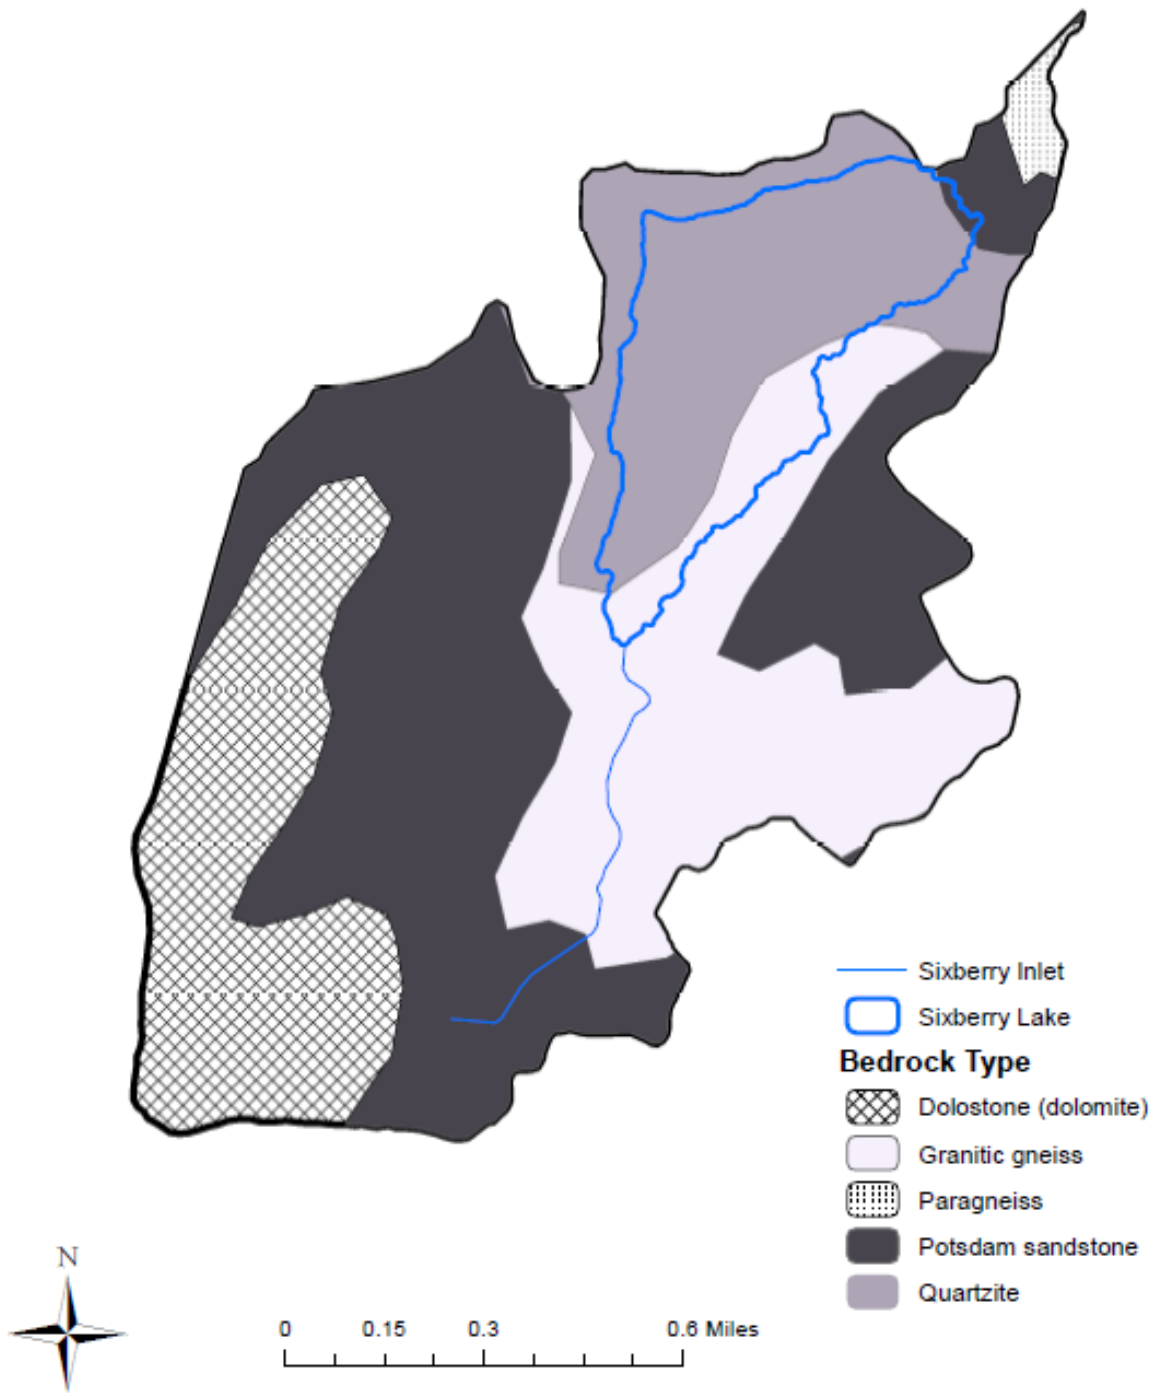 Sixberry Inlet
Sixberry Lake
Bedrock Type
Dolostone (dolomite)
Granitic gneiss
Paragneiss
Potsdam sandstone
Quartzite
N
0 0.15 0.3 0.6 Miles